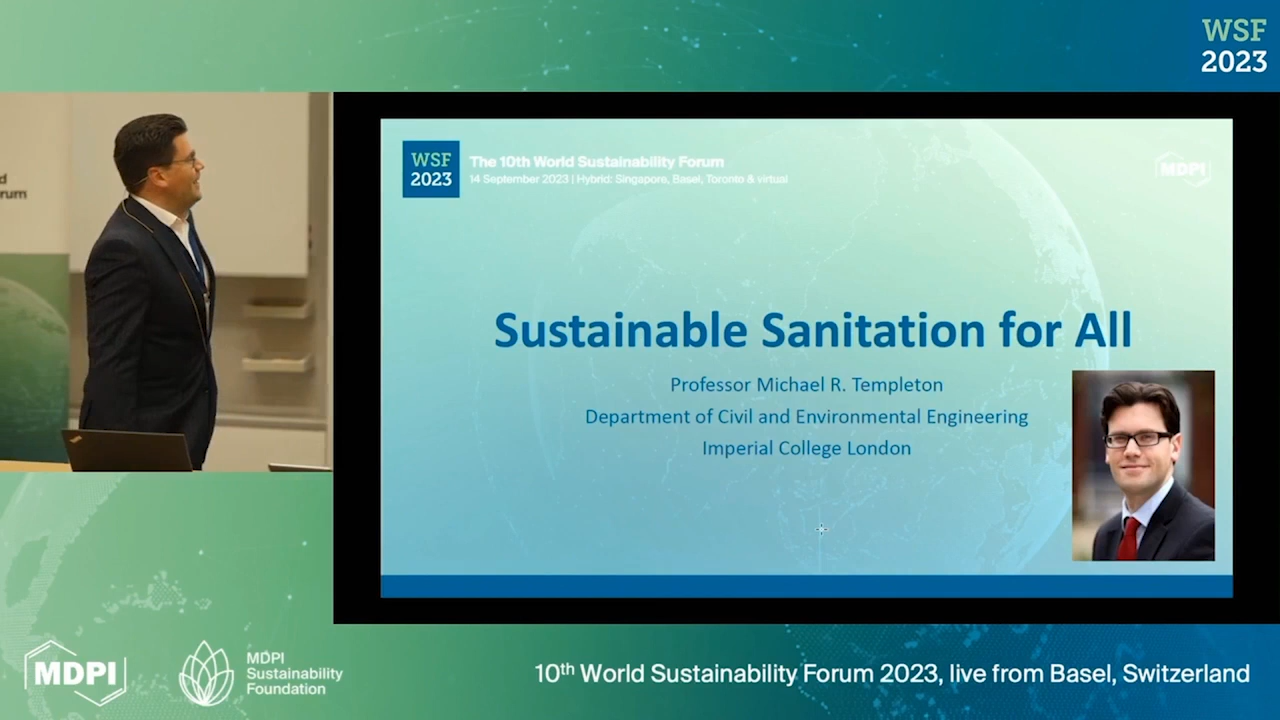 WSF
2023
WSF
2023
The 10th World Sustainability Forum
14 September 2023 | Hybrid: Singapore, Basel, Toronto & virtual
MDPI
Sustainable Sanitation for All
Professor Michael R. Templeton
Department of Civil and Environmental Engineering
Imperial College London
MDPI
MDPI
Sustainability
Foundation
10th World Sustainability Forum 2023, live from Basel, Switzerland